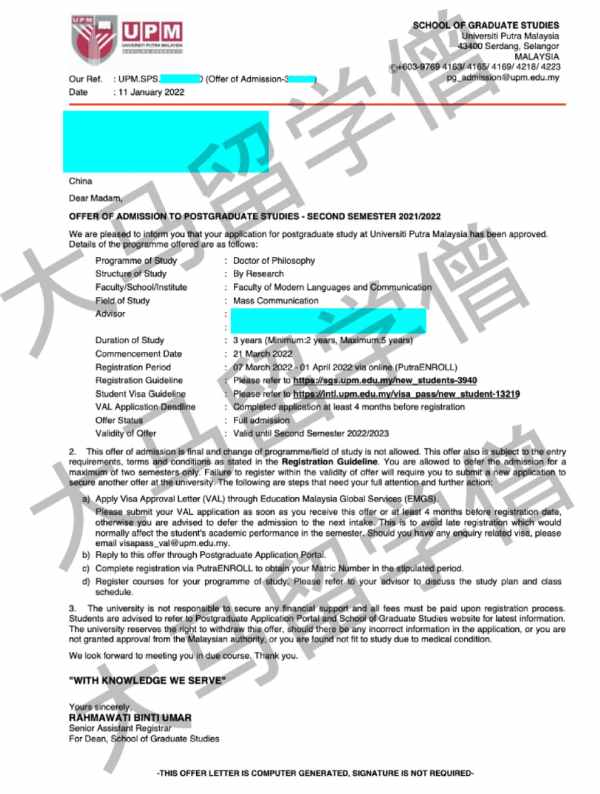 UPM
UPM
UNIVERSITI PUTRA MALAYSIA
SCHOOL OF GRADUATE STUDIES
Universiti Putra Malaysia
43400 Serdang, Selangor
MALAYSIA
✆+603-9769 4163/ 4165/ 4169/ 4218/ 4223
pg_admission@upm.edu.my
Our Ref. : UPM.SPS. 0 (Offer of Admission-3 )
Date : 11 January 2022
China
Dear Madam,
OFFER OF ADMISSION TO POSTGRADUATE STUDIES - SECOND SEMESTER 2021/2022
We are pleased to inform you that your application for postgraduate study at Universiti Putra Malaysia has been approved.
Details of the programme offered are as follows:
Programme of Study : Doctor of Philosophy
Structure of Study : By Research
Faculty/School/Institute : Faculty of Modern Languages and Communication
Field of Study : Mass Communication
Advisor :
:
Duration of Study : 3 years (Minimum:2 years, Maximum:5 years)
Commencement Date : 21 March 2022
Registration Period : 07 March 2022 - 01 April 2022 via online (PutraENROLL)
Registration Guideline : Please refer to https://sgs.upm.edu.my/new_students-3940
Student Visa Guideline : Please refer to https://intl.upm.edu.my/visa_pass/new_student-13219
VAL Application Deadline : Completed application at least 4 months before registration
Offer Status : Full admission
Validity of Offer : Valid until Second Semester 2022/2023
2. This offer of admission is final and change of programme/field of study is not allowed. This offer also is subject to the entry
requirements, terms and conditions as stated in the Registration Guideline. You are allowed to defer the admission for a
maximum of two semesters only. Failure to register within the validity of offer will require you to submit a new application to
secure another offer at the university. The following are steps that need your full attention and further action:
a) Apply Visa Approval Letter (VAL) through Education Malaysia Global Services (EMGS).
Please submit your VAL application as soon as you receive this offer or at least 4 months before registration date,
otherwise you are advised to defer the admission to the next intake. This is to avoid late registration which would
normally affect the student's academic performance in the semester. Should you have any enquiry related visa, please
email visapass_val@upm.edu.my.
b) Reply to this offer through Postgraduate Application Portal.
c) Complete registration via PutraENROLL to obtain your Matric Number in the stipulated period.
d) Register courses for your programme of study. Please refer to your advisor to discuss the study plan and class
schedule.
3. The university is not responsible to secure any financial support and all fees must be paid upon registration process.
Students are advised to refer to Postgraduate Application Portal and School of Graduate Studies website for latest information.
The university reserves the right to withdraw this offer, should there be any incorrect information in the application, or you are
not granted approval from the Malaysian authority, or you are found not fit to study due to medical condition.
We look forward to meeting you in due course. Thank you.
"WITH KNOWLEDGE WE SERVE"
Yours sincerely,
RAHMAWATI BINTI UMAR
Senior Assistant Registrar
For Dean, School of Graduate Studies
-THIS OFFER LETTER IS COMPUTER GENERATED, SIGNATURE IS NOT REQUIRED-
大马留学僧
大马留学僧
大马留学僧